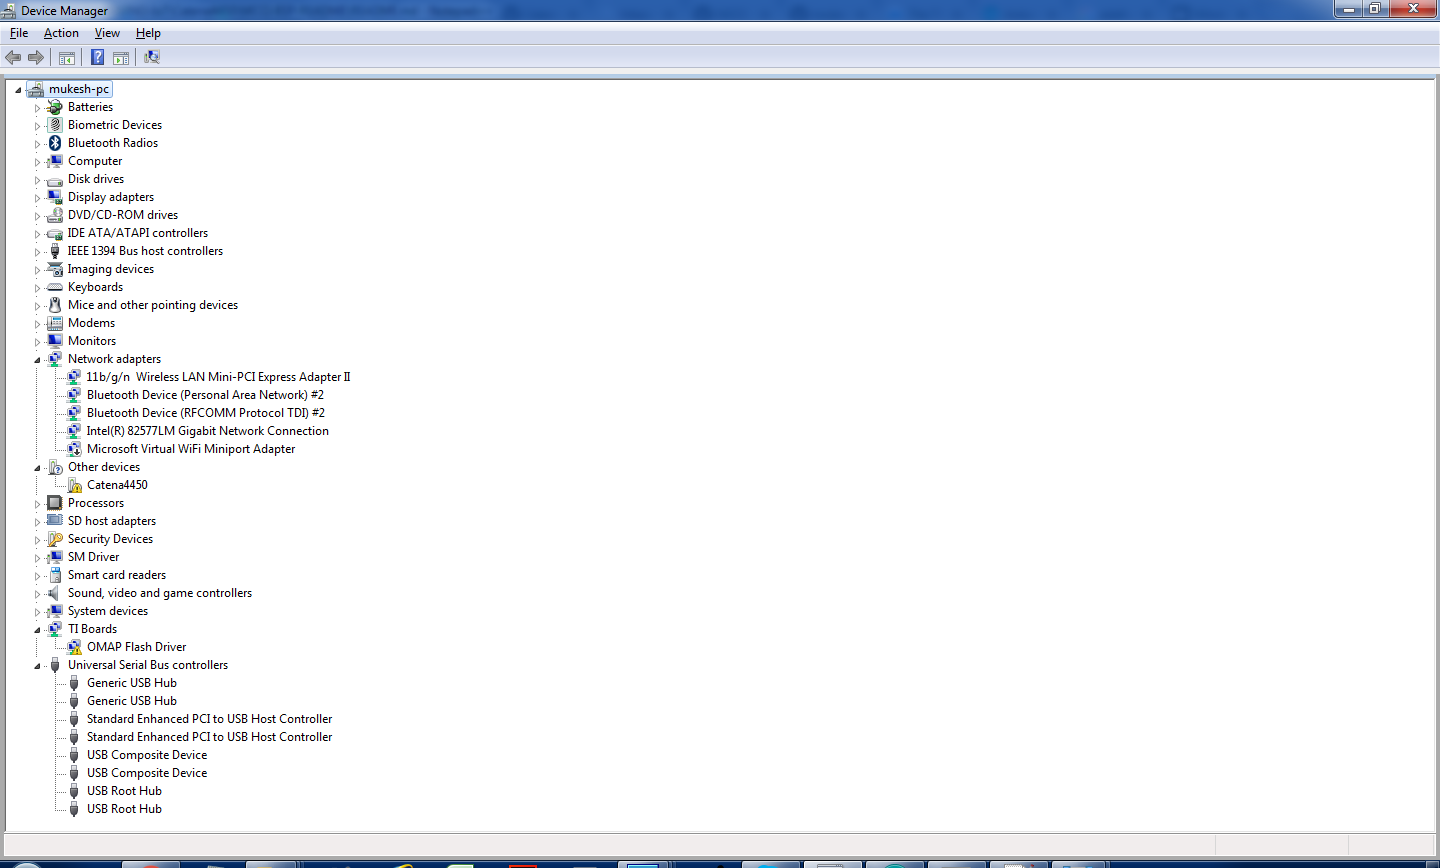 Device Manager
File Action View Help
mukesh-pc
Batteries
Biometric Devices
Bluetooth Radios
Computer
Disk drives
Display adapters
DVD/CD-ROM drives
IDE ATA/ATAPI controllers
IEEE 1394 Bus host controllers
Imaging devices
Keyboards
Mice and other pointing devices
Modems
Monitors
Network adapters
11b/g/n  Wireless LAN Mini-PCI Express Adapter II
Bluetooth Device (Personal Area Network) #2
Bluetooth Device (RFCOMM Protocol TDI) #2
Intel(R) 82577LM Gigabit Network Connection
Microsoft Virtual WiFi Miniport Adapter
Other devices
Catena4450
Processors
SD host adapters
Security Devices
SM Driver
Smart card readers
Sound, video and game controllers
System devices
TI Boards
OMAP Flash Driver
Universal Serial Bus controllers
Generic USB Hub
Generic USB Hub
Standard Enhanced PCI to USB Host Controller
Standard Enhanced PCI to USB Host Controller
USB Composite Device
USB Composite Device
USB Root Hub
USB Root Hub